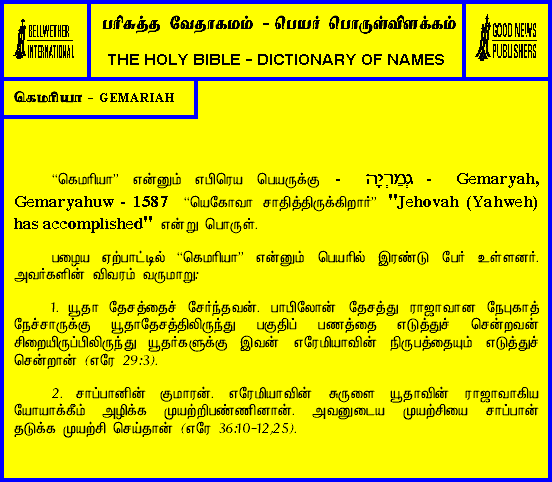 BELLWETHER
INTERNATIONAL
பரிசுத்த வேதாகமம் - பெயர் பொருள்விளக்கம்
THE HOLY BIBLE - DICTIONARY OF NAMES
GOOD NEWS
PUBLISHERS
கெமரியா - GEMARIAH
“கெமரியா” என்னும் எபிரெய பெயருக்கு - גְּמַרְיָה - Gemaryah,
Gemaryahuw - 1587 “யெகோவா சாதித்திருக்கிறார்” "Jehovah (Yahweh)
has accomplished" என்று பொருள்.
பழைய ஏற்பாட்டில் “கெமரியா” என்னும் பெயரில் இரண்டு பேர் உள்ளனர்.
அவர்களின் விவரம் வருமாறு:
1. யூதா தேசத்தைச் சேர்ந்தவன். பாபிலோன் தேசத்து ராஜாவான நேபுகாத்
நேச்சாருக்கு யூதாதேசத்திலிருந்து பகுதிப் பணத்தை எடுத்துச் சென்றவன்
சிறையிருப்பிலிருந்து யூதர்களுக்கு இவன் எரேமியாவின் நிருபத்தையும் எடுத்துச்
சென்றான் (எரே 29:3).
2. சாப்பானின் குமாரன். எரேமியாவின் சுருளை யூதாவின் ராஜாவாகிய
யோயாக்கீம் அழிக்க முயற்றிபண்ணினான். அவனுடைய முயற்சியை சாப்பான்
தடுக்க முயற்சி செய்தான் (எரே 36:10-12,25).